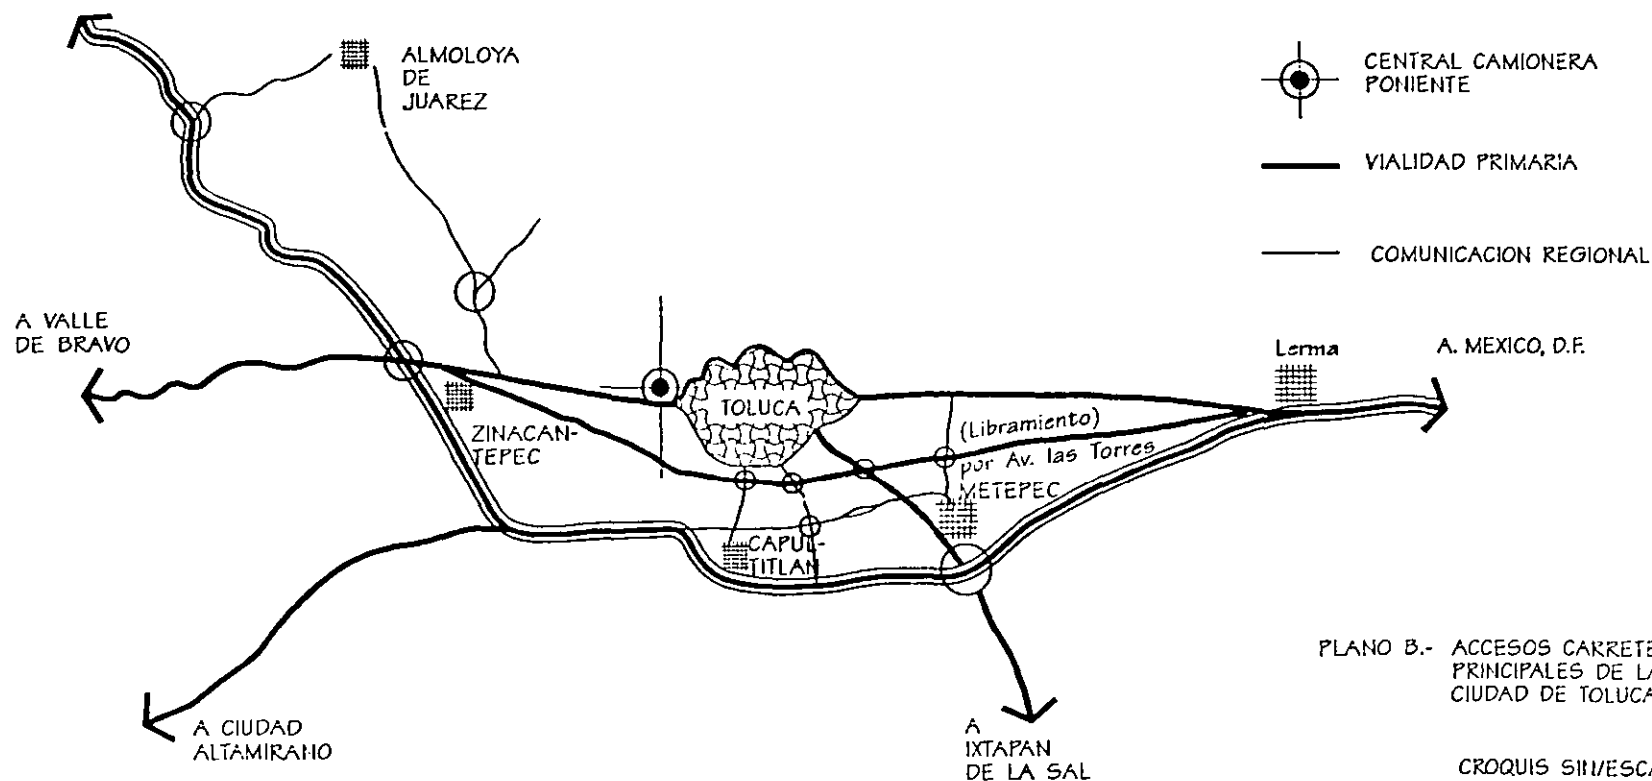 ALMOLOYA
DE
JUAREZ
CENTRAL CAMIONERA
PONIENTE
VIALIDAD PRIMARIA
COMUNICACION REGIONAL
A VALLE
DE BRAVO
Lerma
A. MEXICO, D.F.
TOLUCA
ZINACAN-
TEPEC
(Libramiento)
por Av. las Torres
METEPEC
CAPUL-
TITLAN
A CIUDAD
ALTAMIRANO
A
IXTAPAN
DE LA SAL
PLANO B.- ACCESOS CARRETE
PRINCIPALES DE LA
CIUDAD DE TOLUCA
CROQUIS SIN/ESCA